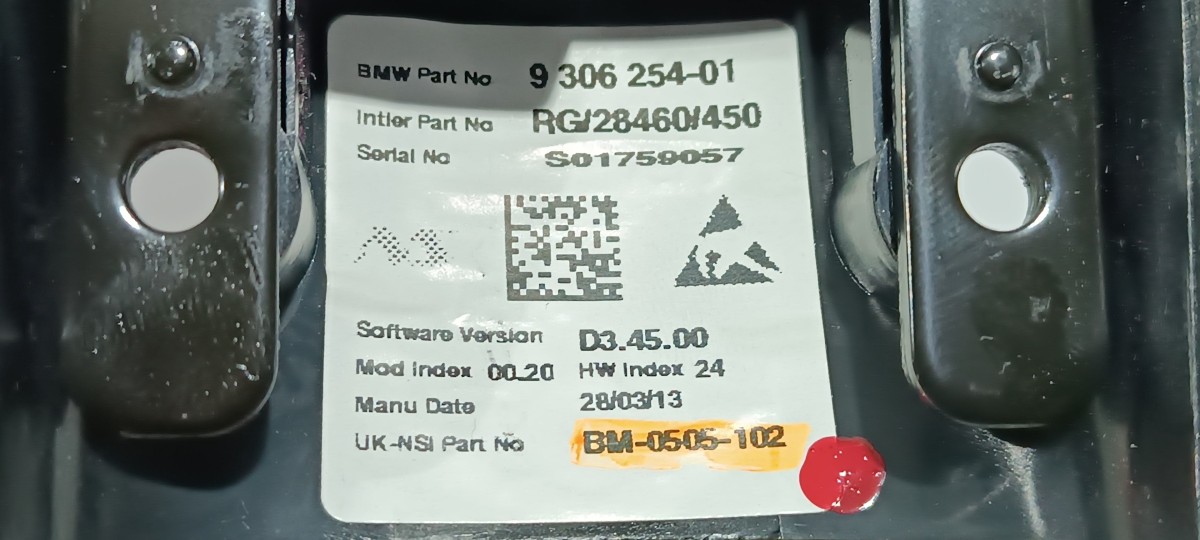 BMW Part No 9 306 254-01
Intier Part No RG/28460/450
Serial No S01759057
Software Version D3.45.00
Mod Index 00.20 HW Index 24
Manu Date 28/03/13
UK-NSI Part No BM-0505-102